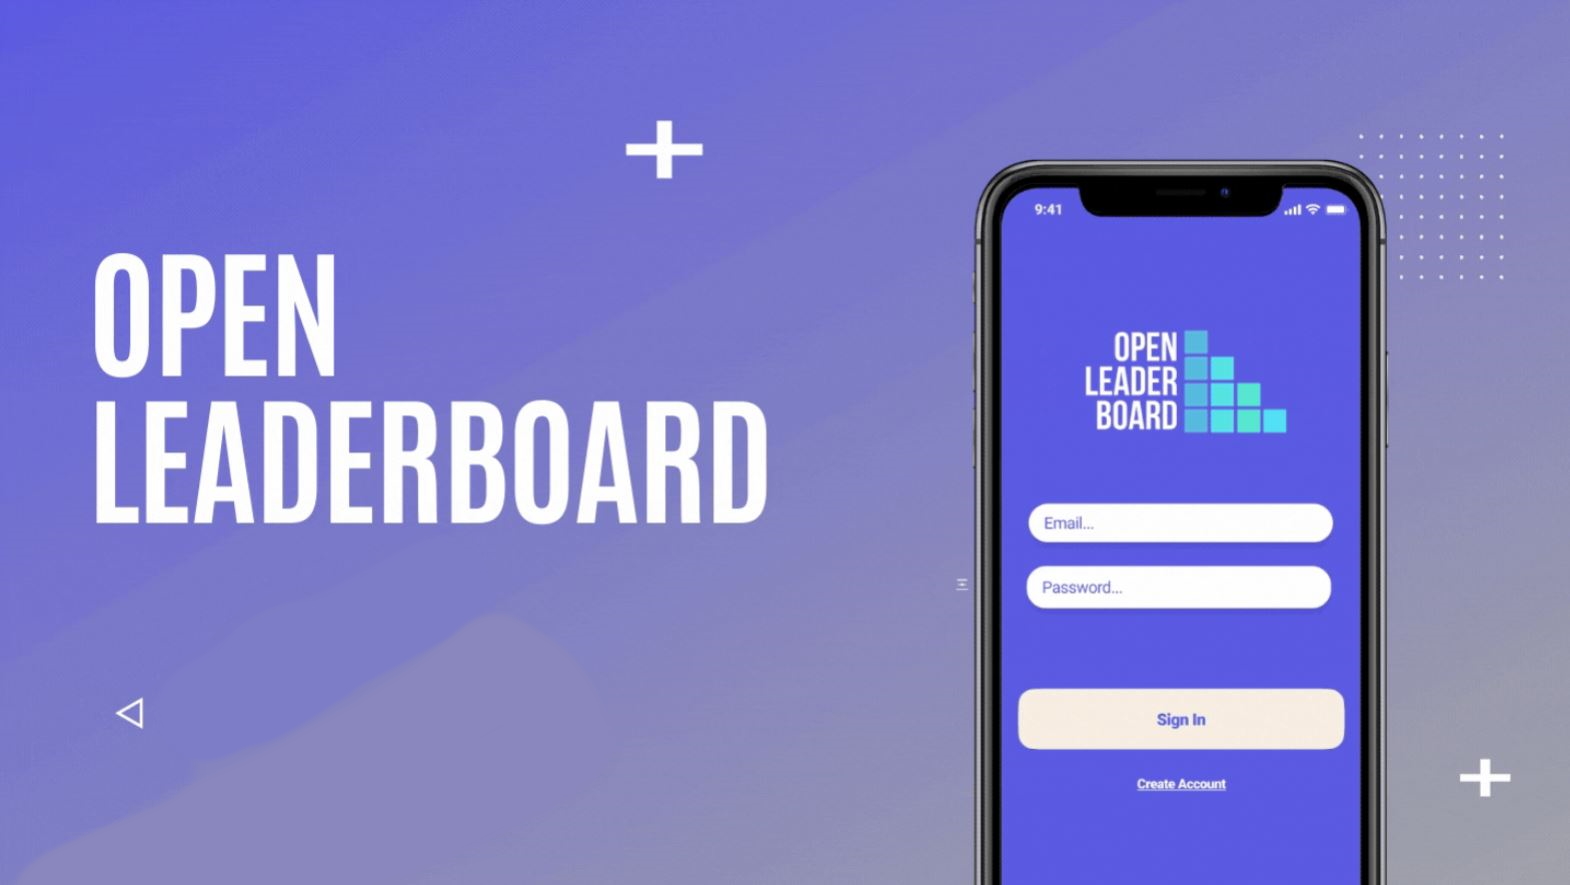 OPEN
LEADERBOARD
9:41
OPEN
LEADER
BOARD
Email...
Password...
Sign In
Create Account